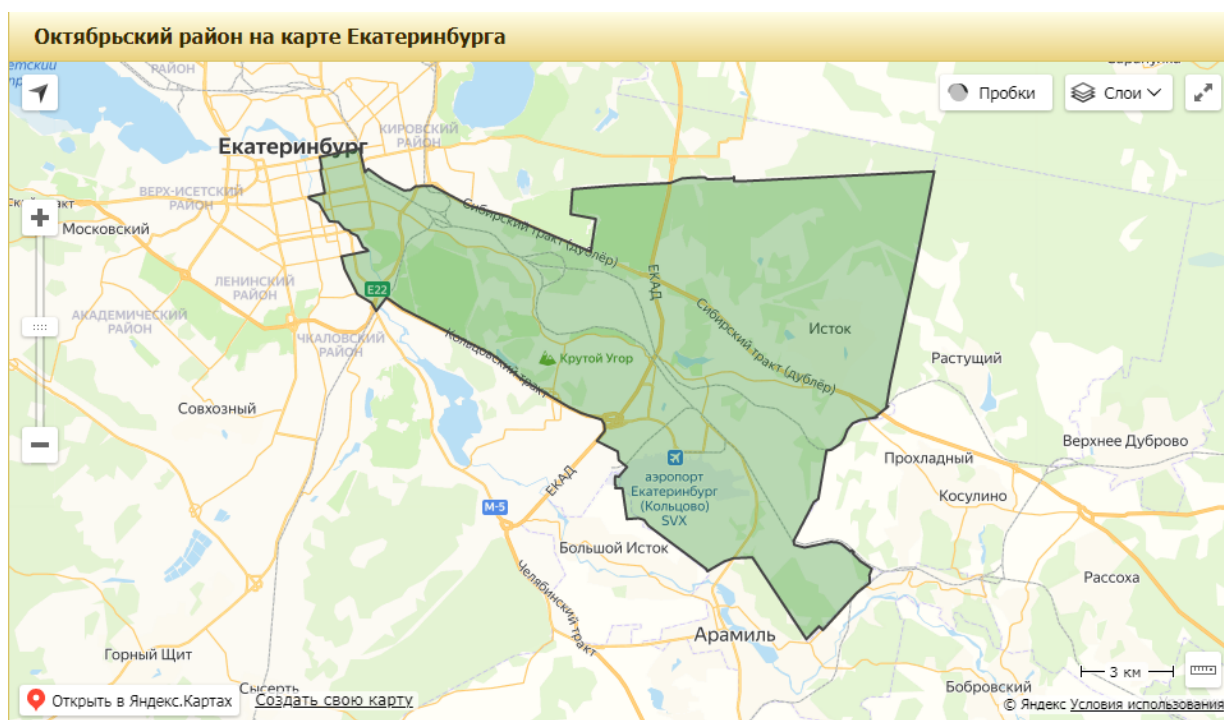 Октябрьский район на карте Екатеринбурга
РАЙОН
Пробки
Слои
КИРОВСКИЙ
РАЙОН
Екатеринбург
ВЕРХ-ИСЕТСКИЙ
РАЙОН
Московский
Сибирский тракт (дублёр)
ЕКАД
ЛЕНИНСКИЙ
РАЙОН
E22
АКАДЕМИЧЕСКИЙ
РАЙОН
ЧКАЛОВСКИЙ
РАЙОН
Сибирский тракт (дублёр)
Исток
Кольцовский тракт
Крутой Угор
Растущий
Совхозный
Верхнее Дуброво
Прохладный
аэропорт
Екатеринбург
(Кольцово)
SVX
ЕКАД
Косулино
М-5
Большой Исток
Челябинский тракт
Рассоха
Арамиль
Горный Щит
3 км
Сысерть
Бобровский
Открыть в Яндекс.Картах
Создать свою карту
© Яндекс Условия использования